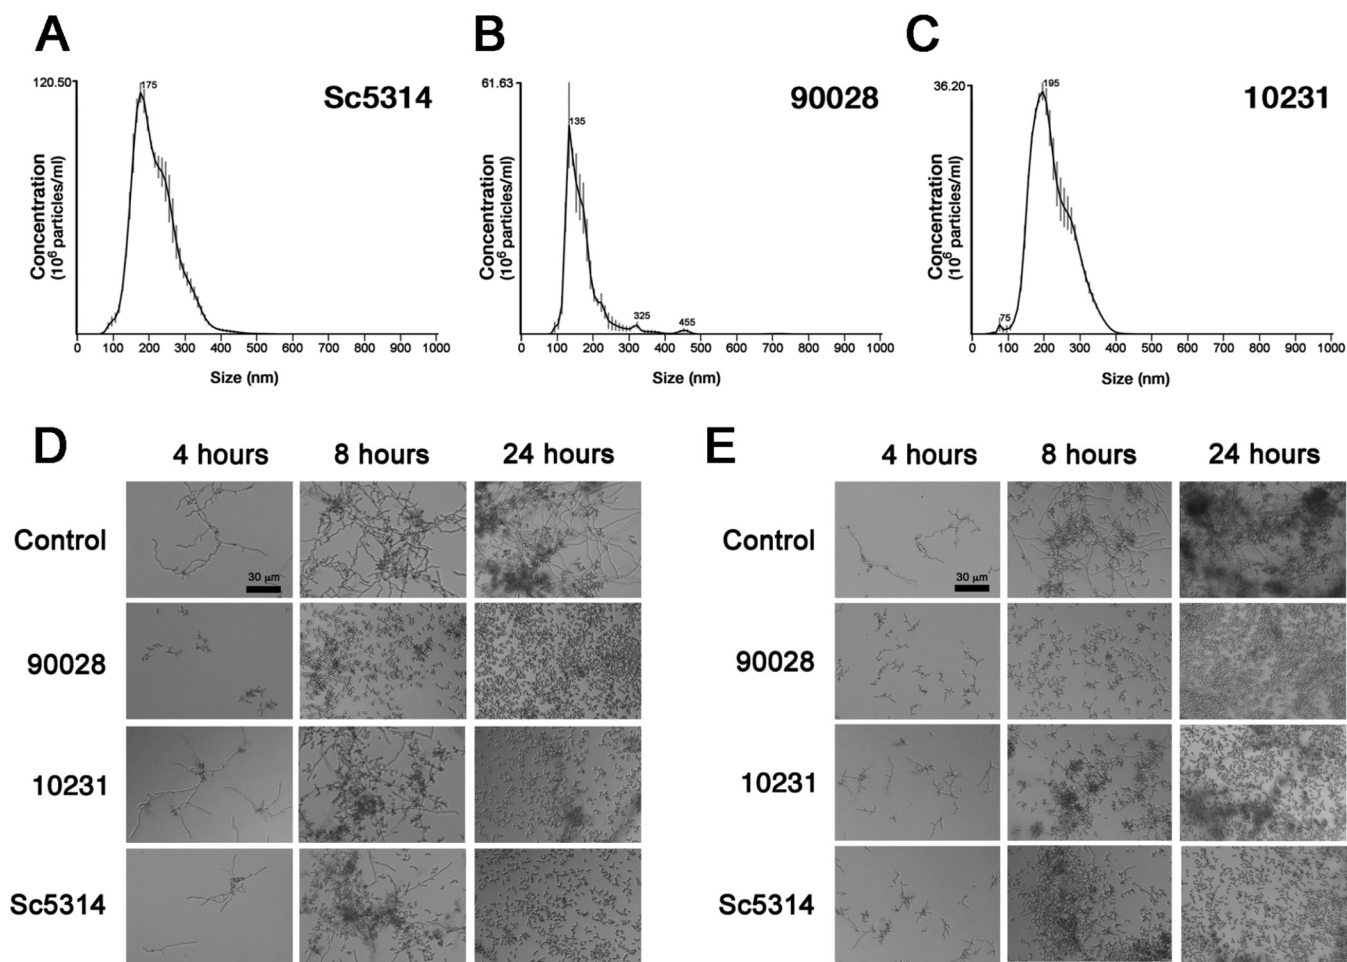 A
B
C
120.50
175
Sc5314
Concentration
(10⁶ particles/ml)
0 100 200 300 400 500 600 700 800 900 1000
Size (nm)
61.63
135
325
455
90028
Concentration
(10⁶ particles/ml)
0 100 200 300 400 500 600 700 800 900 1000
Size (nm)
36.20
195
75
10231
Concentration
(10⁶ particles/ml)
0 100 200 300 400 500 600 700 800 900 1000
Size (nm)
D
4 hours 8 hours 24 hours
Control
30 μm
90028
10231
Sc5314
E
4 hours 8 hours 24 hours
Control
30 μm
90028
10231
Sc5314